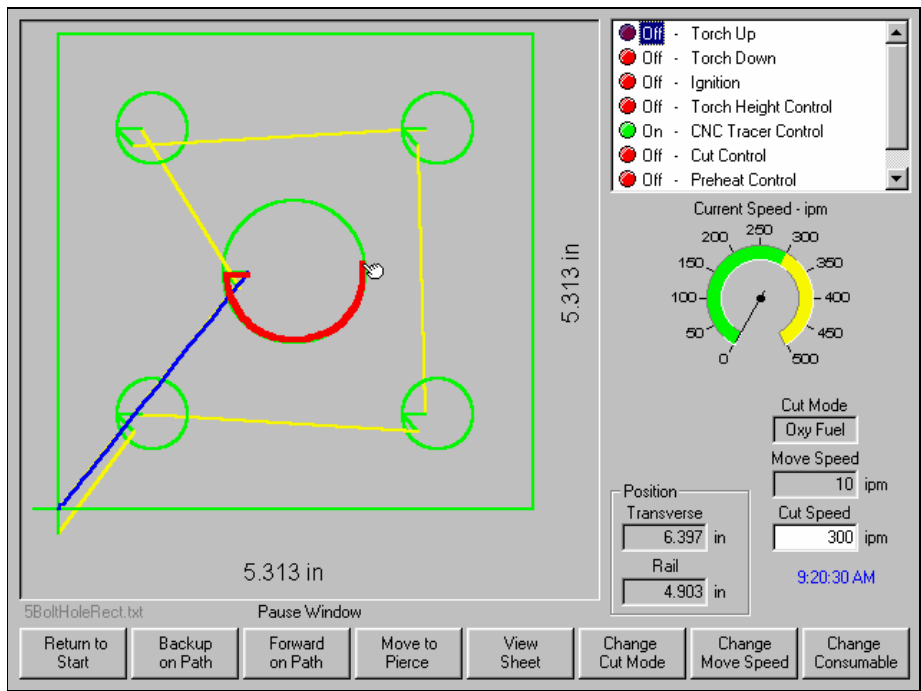 Off - Torch Up
Off - Torch Down
Off - Ignition
Off - Torch Height Control
On - CNC Tracer Control
Off - Cut Control
Off - Preheat Control
Current Speed - ipm
0 50 100 150 200 250 300 350 400 450 500
5.313 in
5.313 in
Cut Mode
Oxy Fuel
Move Speed
10 ipm
Cut Speed
300 ipm
9:20:30 AM
Position
Transverse
6.397 in
Rail
4.903 in
5BoltHoleRect.txt
Pause Window
Return to
Start
Backup
on Path
Forward
on Path
Move to
Pierce
View
Sheet
Change
Cut Mode
Change
Move Speed
Change
Consumable